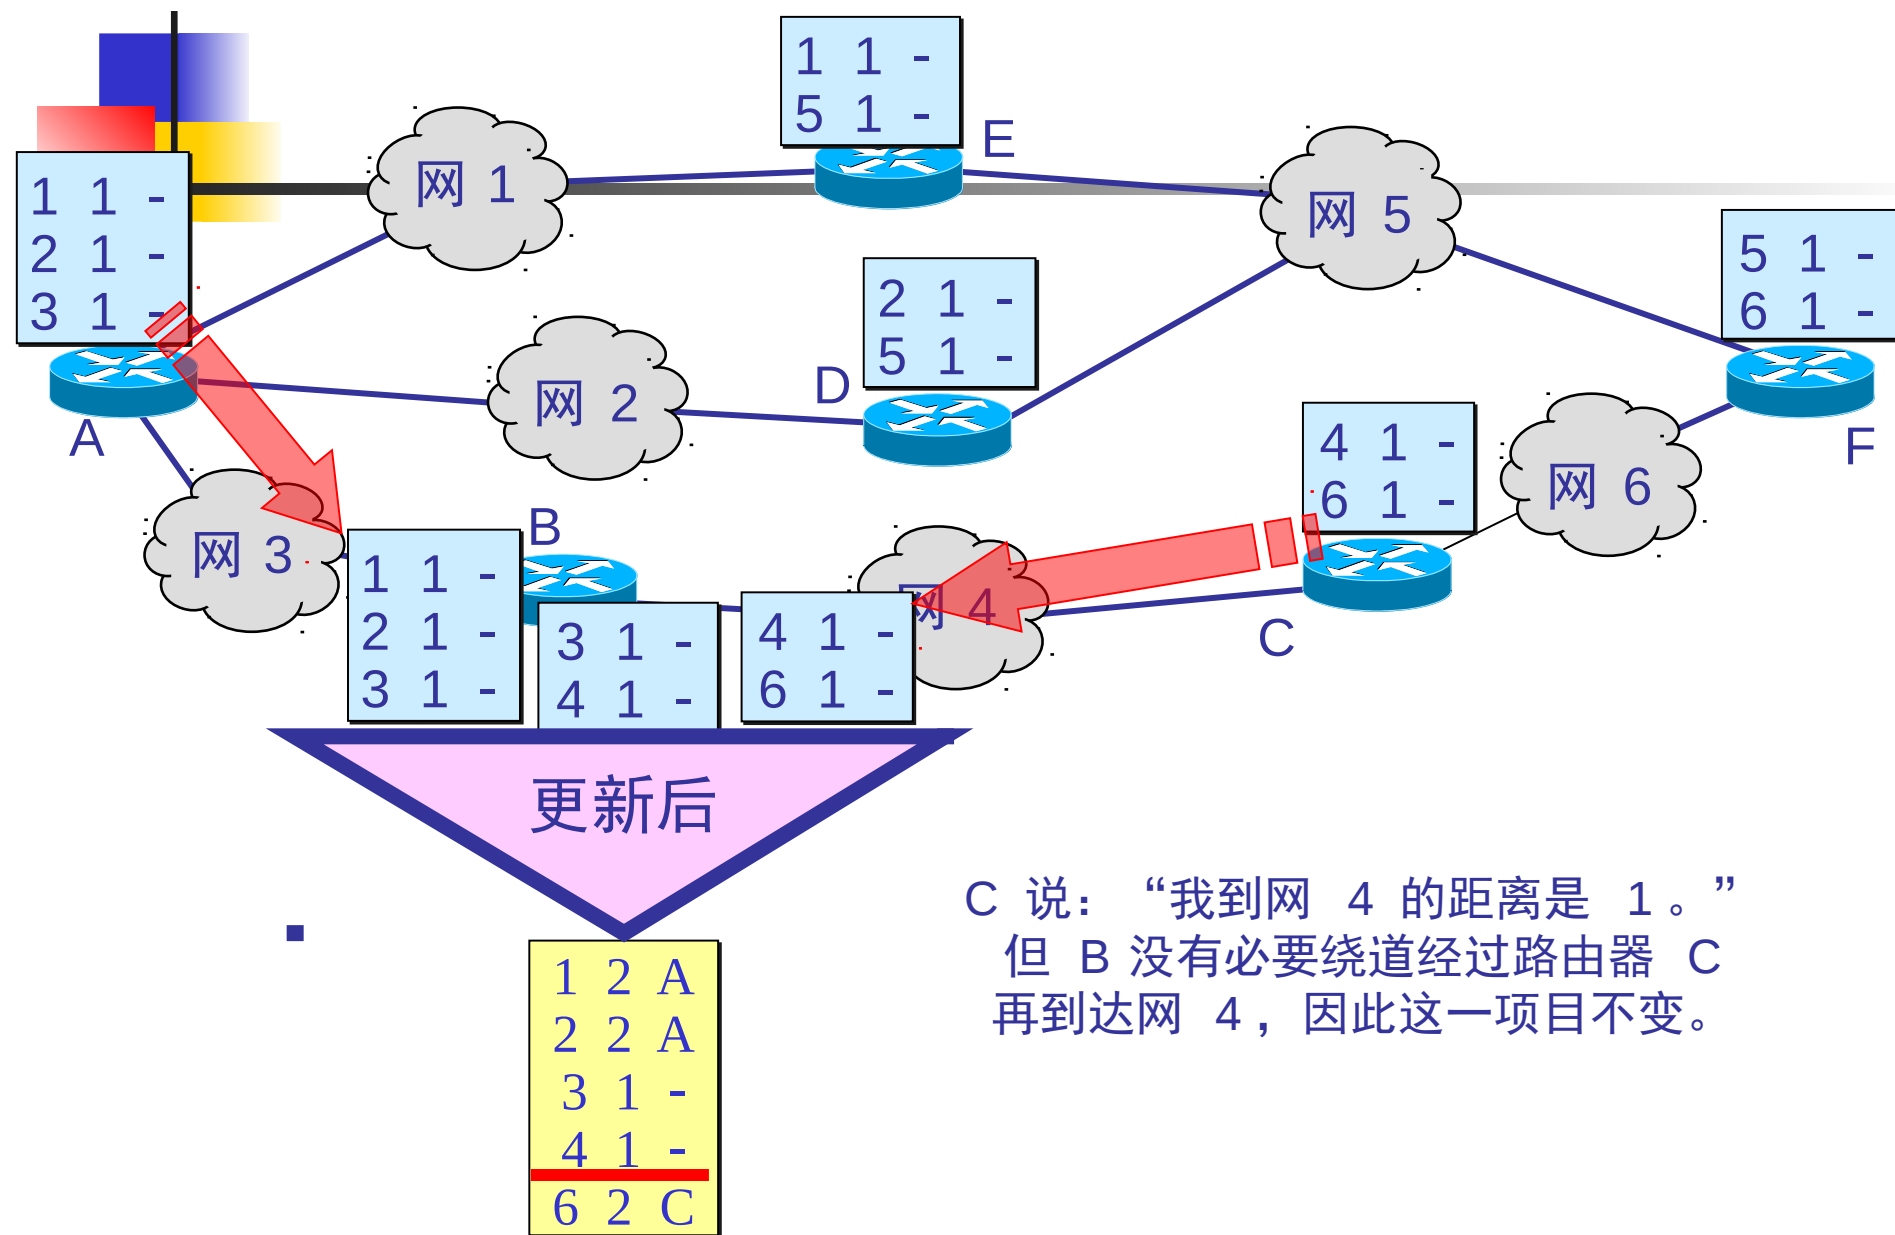 1 1 -
5 1 -
E
网 1
1 1 -
2 1 -
3 1 -
网 5
5 1 -
6 1 -
2 1 -
5 1 -
D
网 2
A
F
4 1 -
6 1 -
网 6
B
网 3
1 1 -
2 1 -
3 1 -
3 1 -
4 1 -
4 1 -
6 1 -
网 4
C
更新后
C 说：“我到网 4 的距离是 1。”
但 B 没有必要绕道经过路由器 C
再到达网 4，因此这一项目不变。
1 2 A
2 2 A
3 1 -
4 1 -
6 2 C